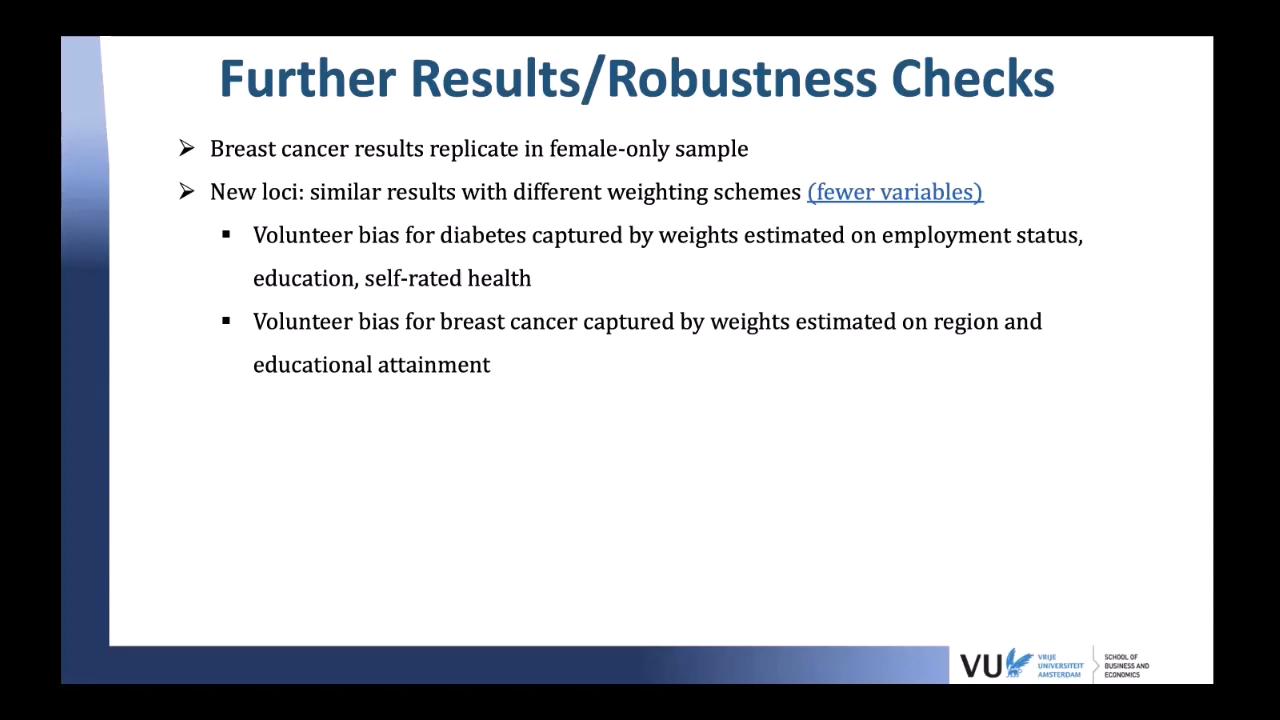 Further Results/Robustness Checks
➢ Breast cancer results replicate in female-only sample
➢ New loci: similar results with different weighting schemes (fewer variables)
▪ Volunteer bias for diabetes captured by weights estimated on employment status,
education, self-rated health
▪ Volunteer bias for breast cancer captured by weights estimated on region and
educational attainment
VU
VRIJE
UNIVERSITEIT
AMSTERDAM
SCHOOL OF
BUSINESS AND
ECONOMICS